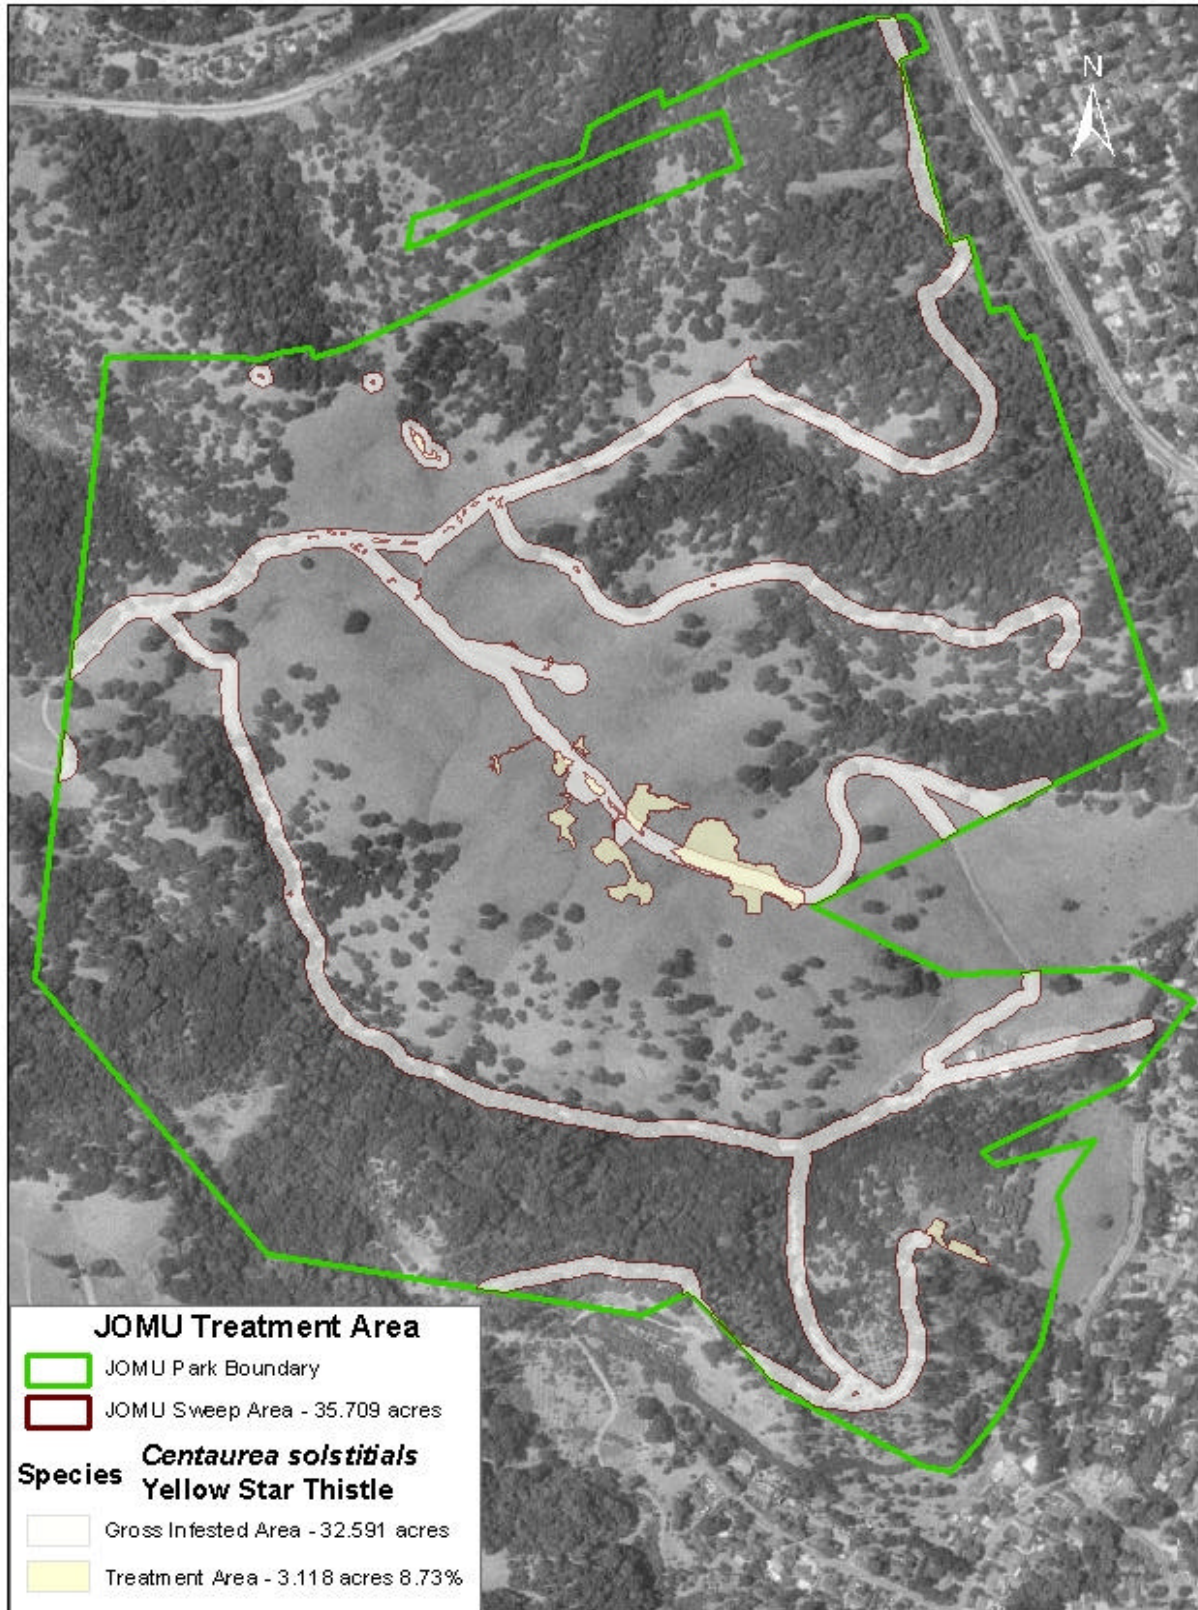 N
JOMU Treatment Area
JOMU Park Boundary
JOMU Sweep Area - 35.709 acres
Species Centaurea solstitials
Yellow Star Thistle
Gross Infested Area - 32.591 acres
Treatment Area - 3.118 acres 8.73%